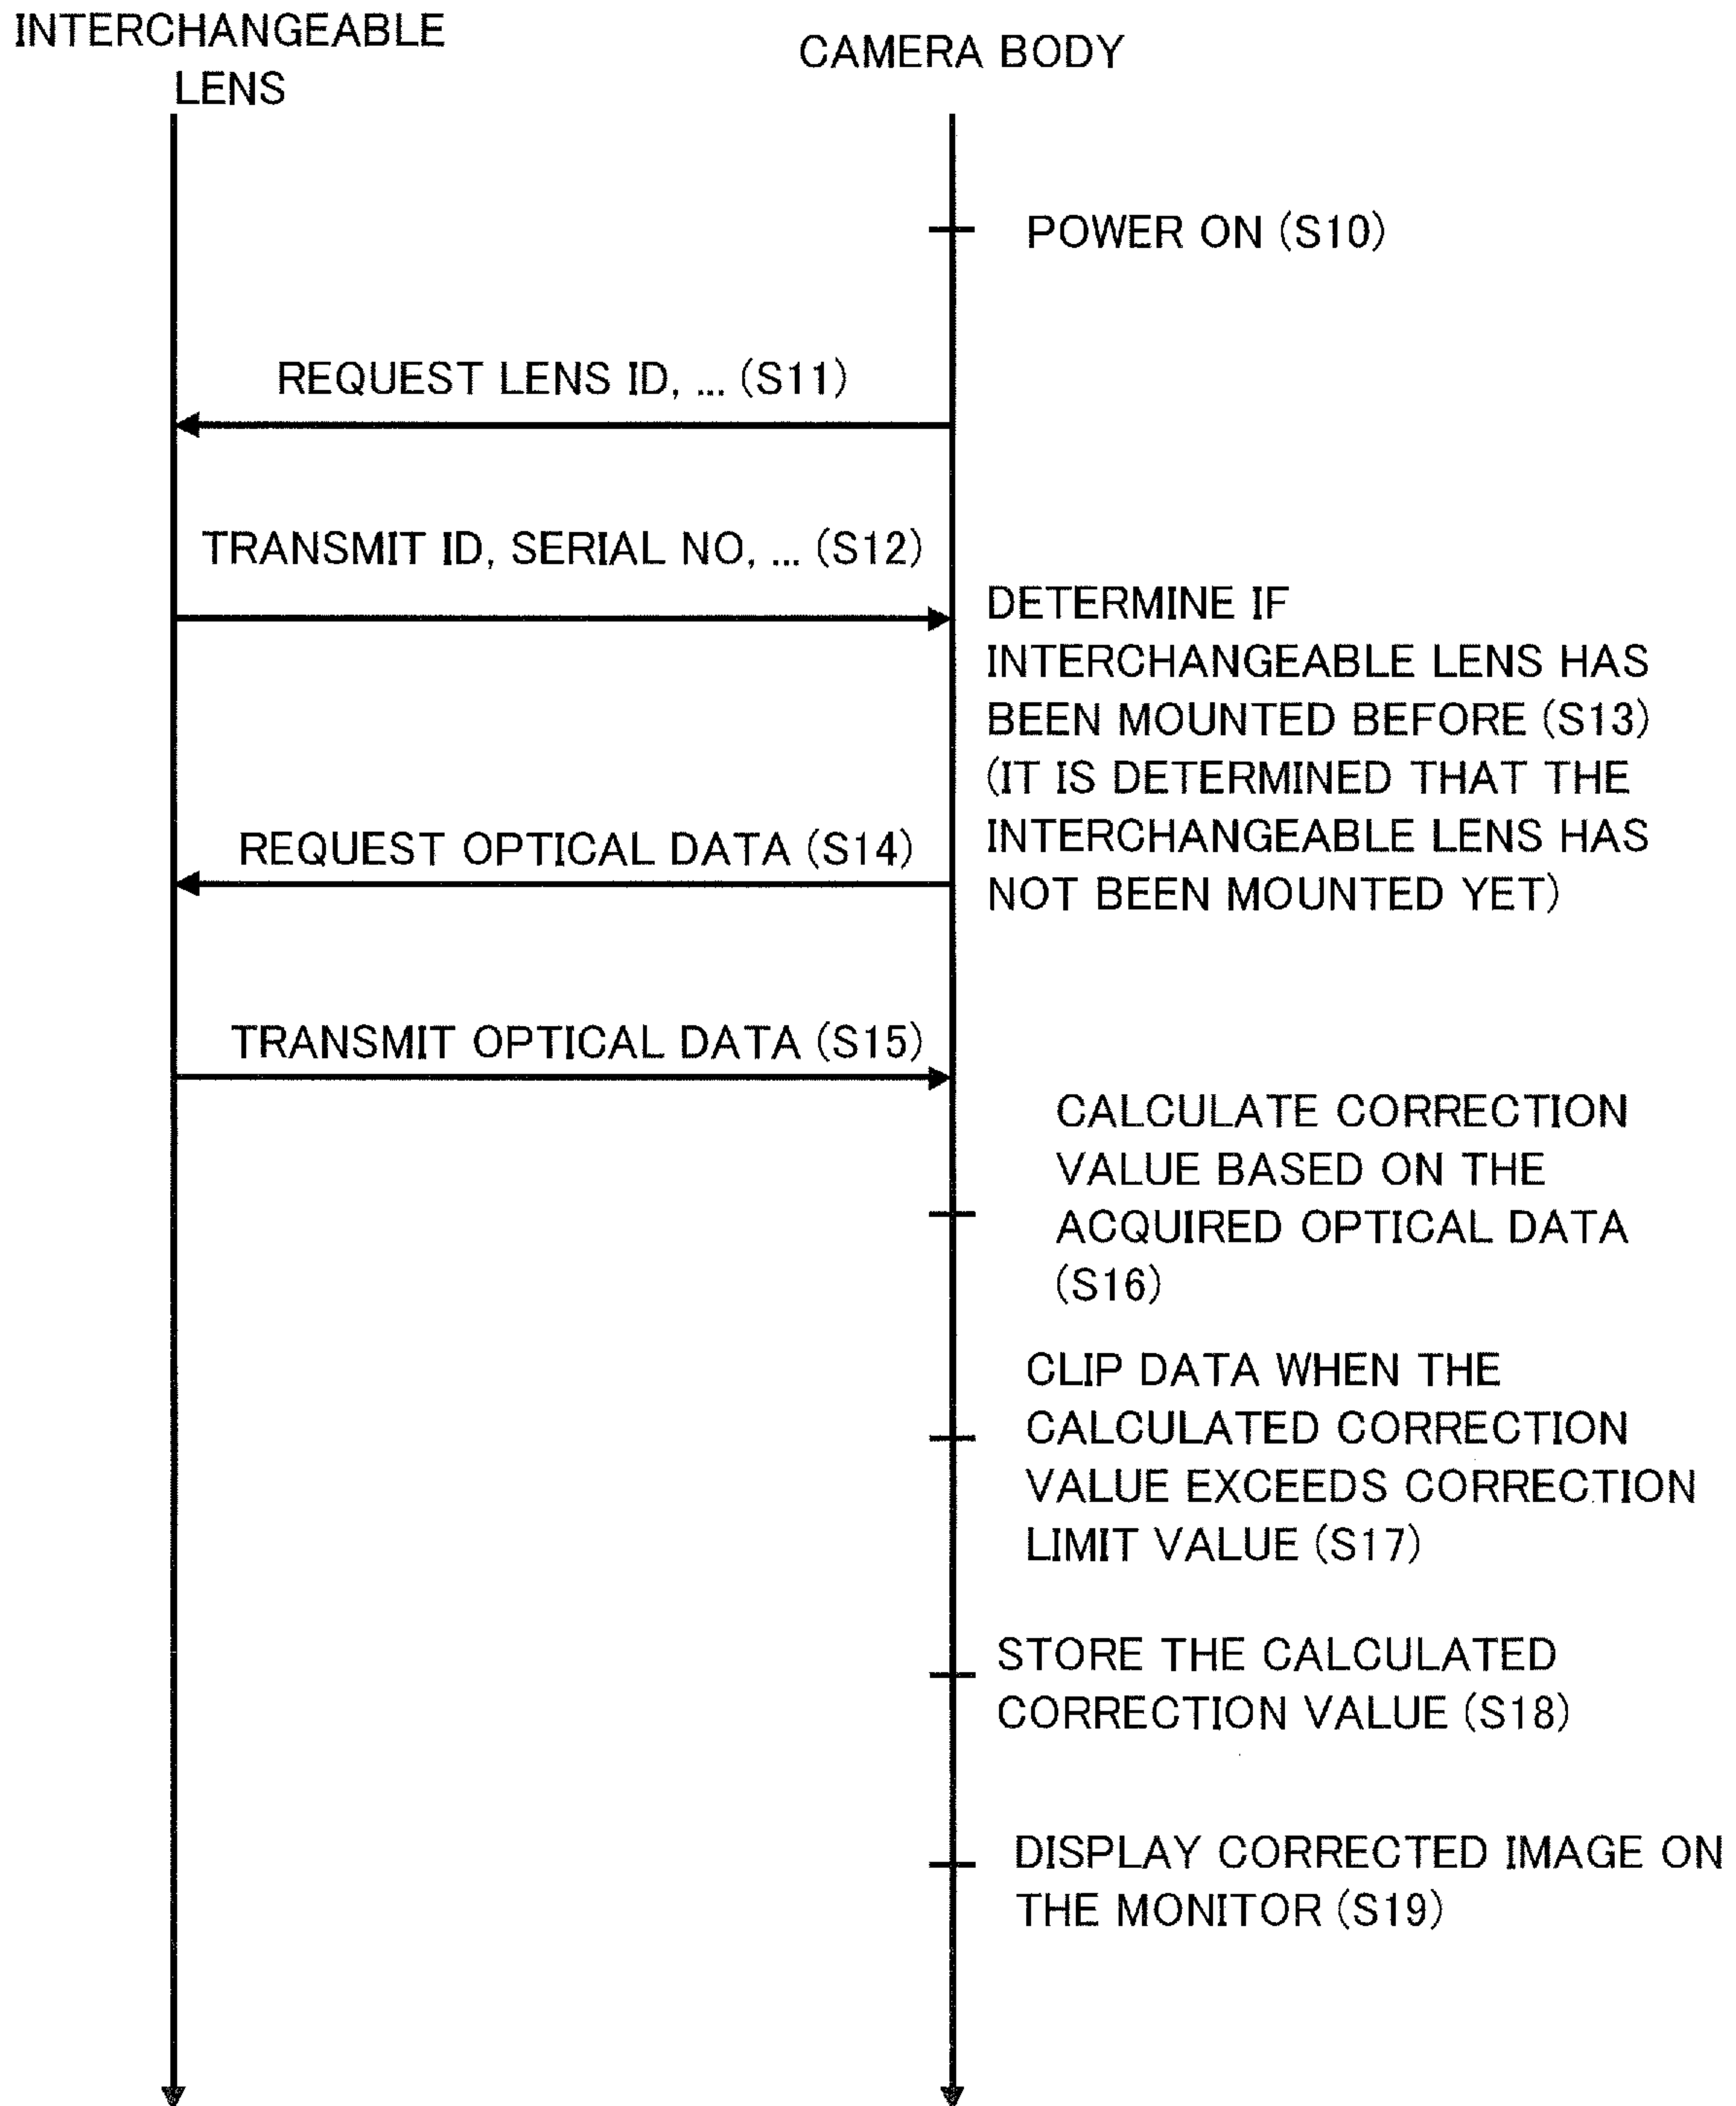 INTERCHANGEABLE
LENS
CAMERA BODY
POWER ON (S10)
REQUEST LENS ID, ... (S11)
TRANSMIT ID, SERIAL NO, ... (S12)
DETERMINE IF
INTERCHANGEABLE LENS HAS
BEEN MOUNTED BEFORE (S13)
(IT IS DETERMINED THAT THE
INTERCHANGEABLE LENS HAS
NOT BEEN MOUNTED YET)
REQUEST OPTICAL DATA (S14)
TRANSMIT OPTICAL DATA (S15)
CALCULATE CORRECTION
VALUE BASED ON THE
ACQUIRED OPTICAL DATA
(S16)
CLIP DATA WHEN THE
CALCULATED CORRECTION
VALUE EXCEEDS CORRECTION
LIMIT VALUE (S17)
STORE THE CALCULATED
CORRECTION VALUE (S18)
DISPLAY CORRECTED IMAGE ON
THE MONITOR (S19)